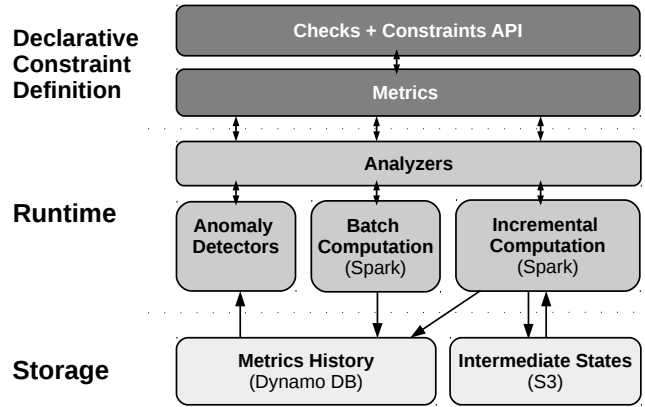 Declarative
Constraint
Definition
Checks + Constraints API
Metrics
Runtime
Analyzers
Anomaly
Detectors
Batch
Computation
(Spark)
Incremental
Computation
(Spark)
Storage
Metrics History
(Dynamo DB)
Intermediate States
(S3)